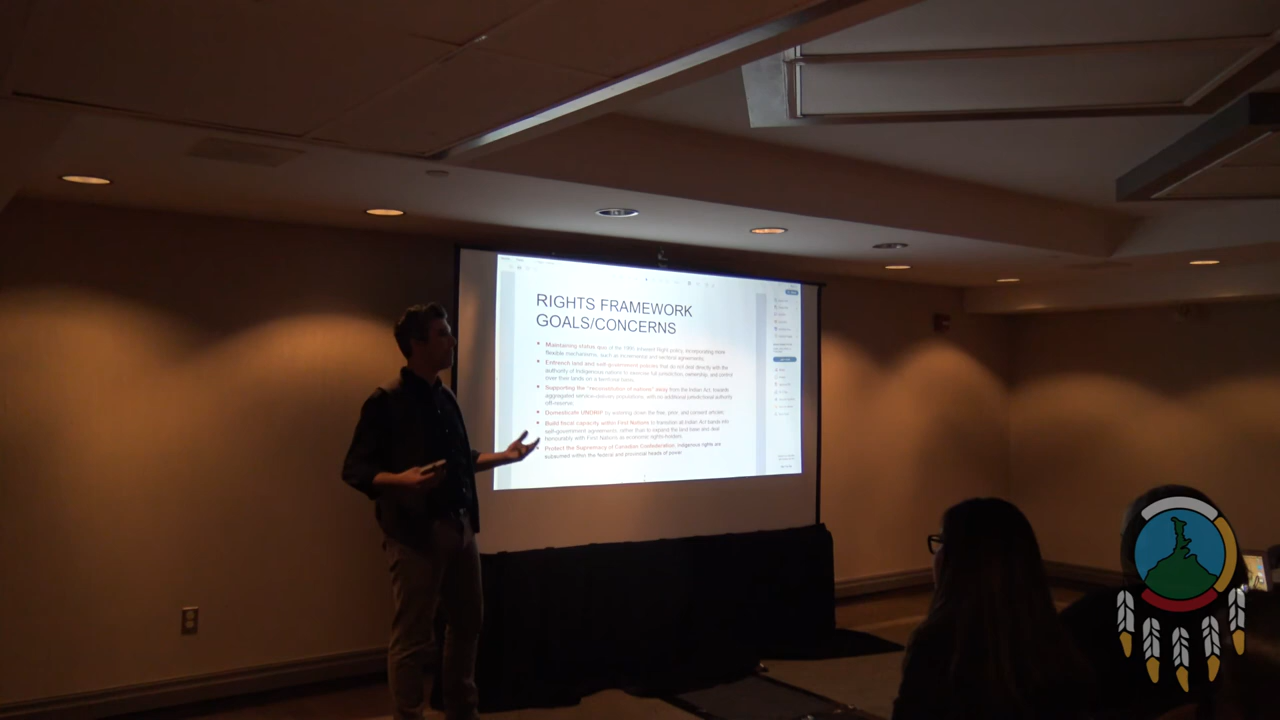 RIGHTS FRAMEWORK
GOALS/CONCERNS
Maintaining status quo of the 1995 Inherent Right policy, incorporating more
flexible mechanisms, such as incremental and sectoral agreements.
Entrench land and self-government policies that do not deal directly with the
authority of Indigenous nations to exercise full jurisdiction, ownership, and control
over their lands on a territorial basis.
Supporting the "reconstitution of nations" away from the Indian Act, towards
aggregated service-delivery populations, with no additional jurisdictional authority
off-reserve.
Domesticate UNDRIP by watering down the free, prior, and consent articles.
Build fiscal capacity within First Nations to transition all Indian Act bands into
self-government agreements, rather than to expand the land base and deal
honourably with First Nations as economic rights-holders.
Protect the Supremacy of Canadian Confederation, Indigenous rights are
subsumed within the federal and provincial heads of power.